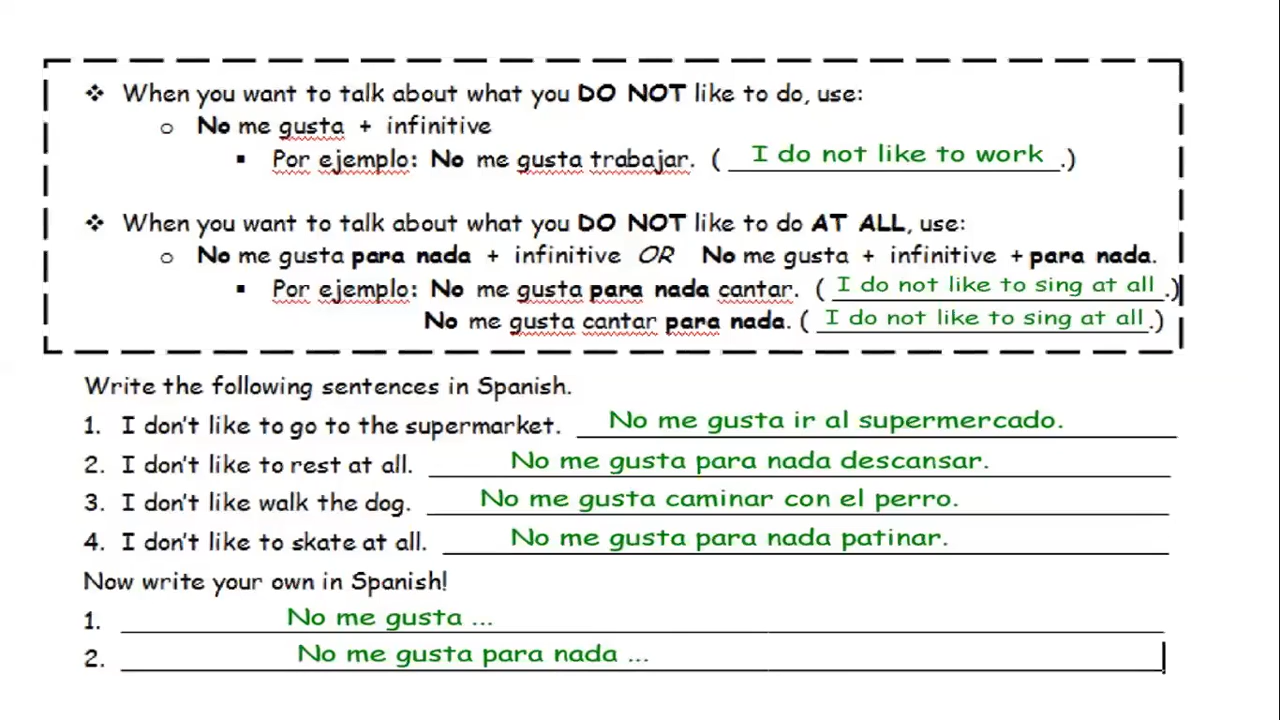 ❖ When you want to talk about what you DO NOT like to do, use:
o No me gusta + infinitive
▪ Por ejemplo: No me gusta trabajar. ( I do not like to work .)
❖ When you want to talk about what you DO NOT like to do AT ALL, use:
o No me gusta para nada + infinitive OR No me gusta + infinitive + para nada.
▪ Por ejemplo: No me gusta para nada cantar. ( I do not like to sing at all .)
No me gusta cantar para nada. ( I do not like to sing at all .)
Write the following sentences in Spanish.
1. I don't like to go to the supermarket. No me gusta ir al supermercado.
2. I don't like to rest at all. No me gusta para nada descansar.
3. I don't like walk the dog. No me gusta caminar con el perro.
4. I don't like to skate at all. No me gusta para nada patinar.
Now write your own in Spanish!
1. No me gusta ...
2. No me gusta para nada ...